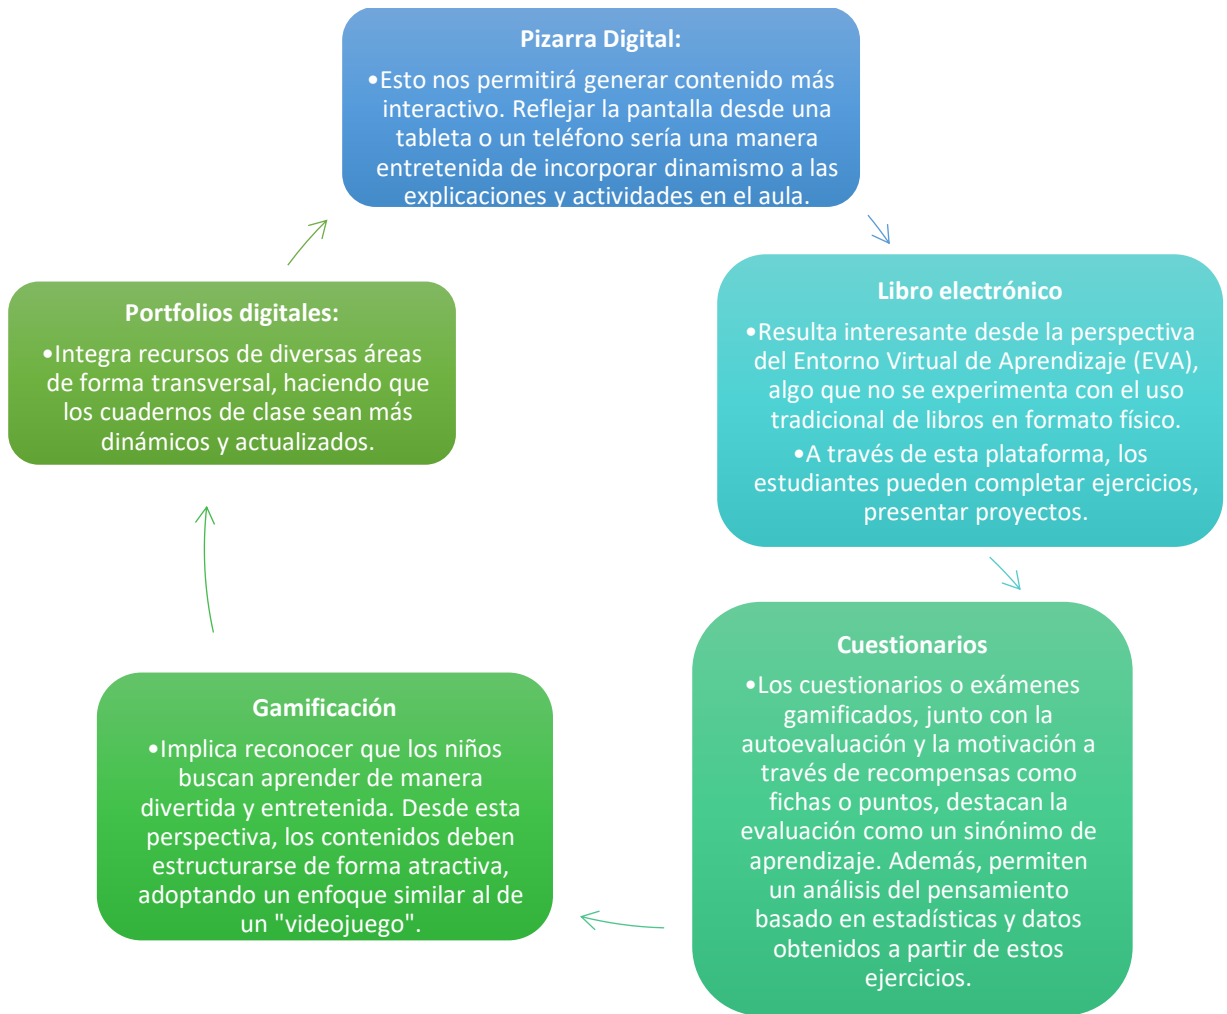 Pizarra Digital:
•Esto nos permitirá generar contenido más
interactivo. Reflejar la pantalla desde una
tableta o un teléfono sería una manera
entretenida de incorporar dinamismo a las
explicaciones y actividades en el aula.
Libro electrónico
•Resulta interesante desde la perspectiva
del Entorno Virtual de Aprendizaje (EVA),
algo que no se experimenta con el uso
tradicional de libros en formato físico.
•A través de esta plataforma, los
estudiantes pueden completar ejercicios,
presentar proyectos.
Cuestionarios
•Los cuestionarios o exámenes
gamificados, junto con la
autoevaluación y la motivación a
través de recompensas como
fichas o puntos, destacan la
evaluación como un sinónimo de
aprendizaje. Además, permiten
un análisis del pensamiento
basado en estadísticas y datos
obtenidos a partir de estos
ejercicios.
Gamificación
•Implica reconocer que los niños
buscan aprender de manera
divertida y entretenida. Desde esta
perspectiva, los contenidos deben
estructurarse de forma atractiva,
adoptando un enfoque similar al de
un "videojuego".
Portfolios digitales:
•Integra recursos de diversas áreas
de forma transversal, haciendo que
los cuadernos de clase sean más
dinámicos y actualizados.